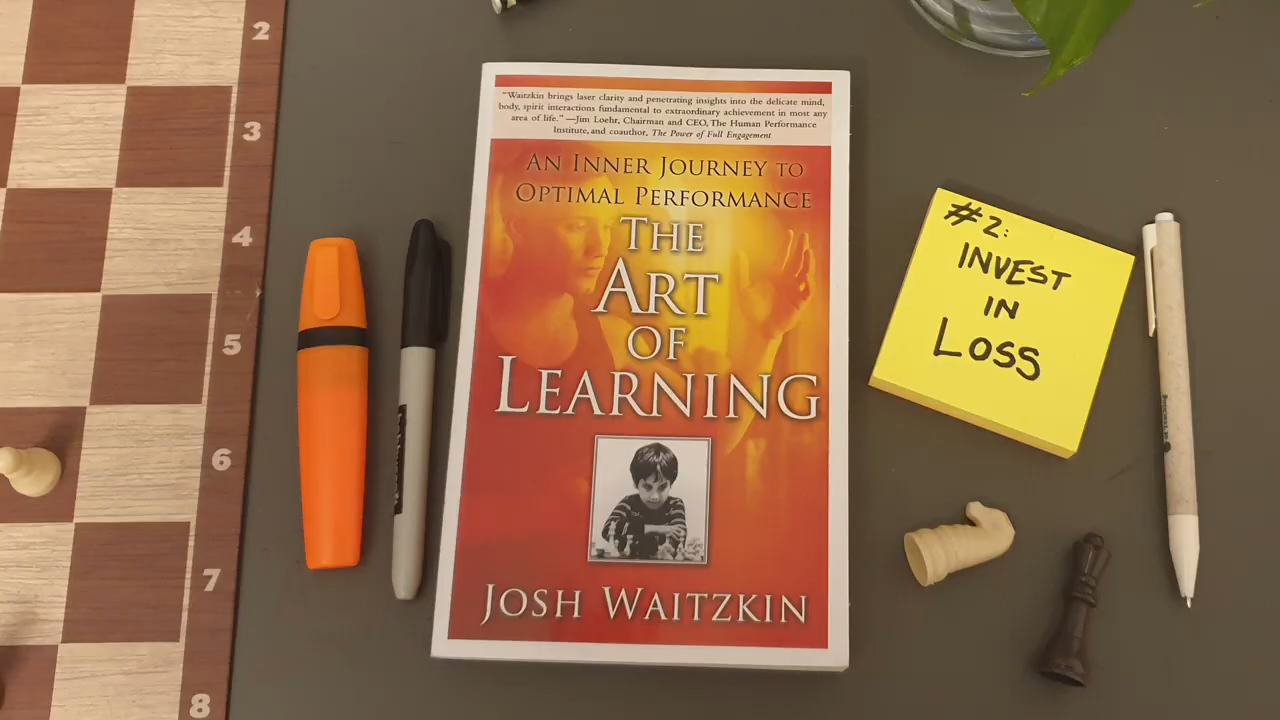 2
3
4
5
6
7
8
"Waitzkin brings laser clarity and penetrating insights into the delicate mind,
body, spirit interactions fundamental to extraordinary achievement in most any
area of life." —Jim Loehr, Chairman and CEO, The Human Performance
Institute, and coauthor, The Power of Full Engagement
AN INNER JOURNEY TO
OPTIMAL PERFORMANCE
THE
ART
OF
LEARNING
JOSH WAITZKIN
#2:
INVEST
IN
LOSS